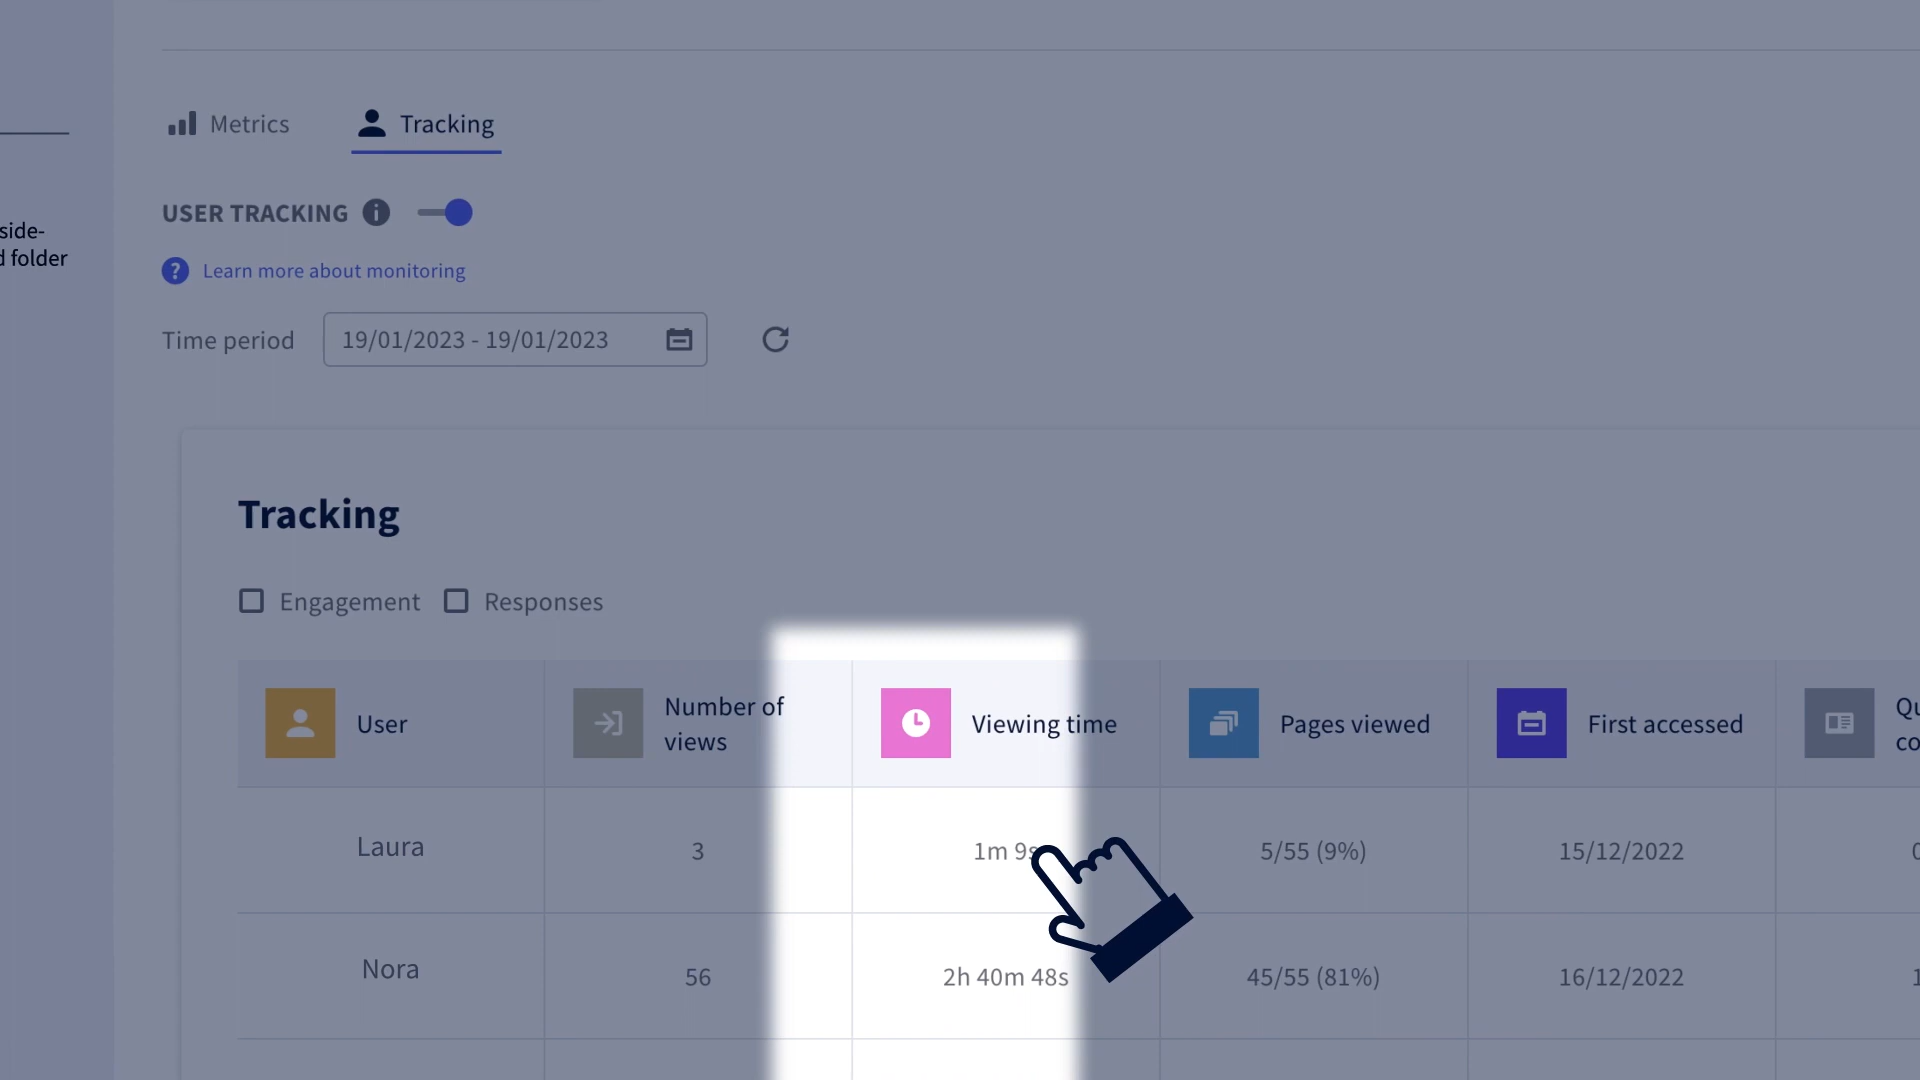 Metrics
Tracking
USER TRACKING
side-
folder
? Learn more about monitoring
Time period
19/01/2023 - 19/01/2023
Tracking
Engagement
Responses
User
Number of
views
Viewing time
Pages viewed
First accessed
Laura
3
1m 9s
5/55 (9%)
15/12/2022
Nora
56
2h 40m 48s
45/55 (81%)
16/12/2022